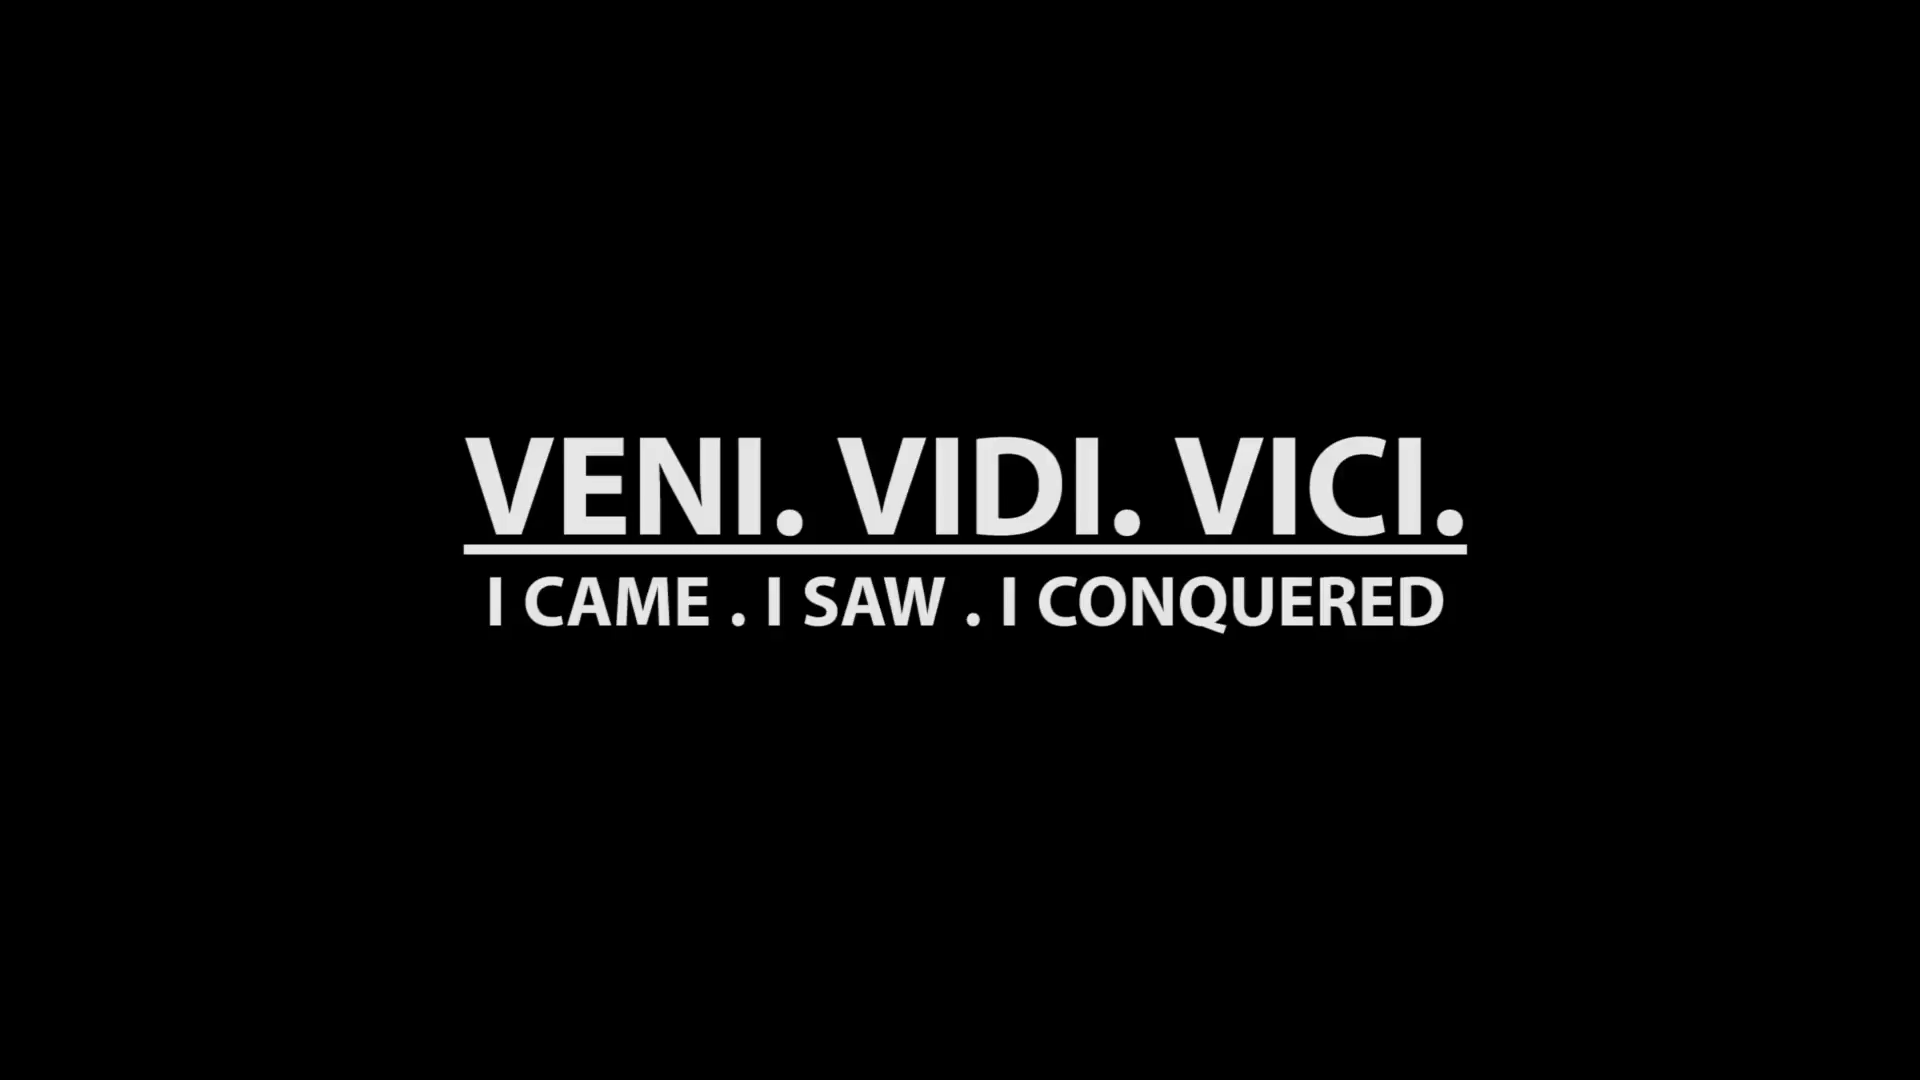 VENI. VIDI. VICI.
I CAME . I SAW . I CONQUERED